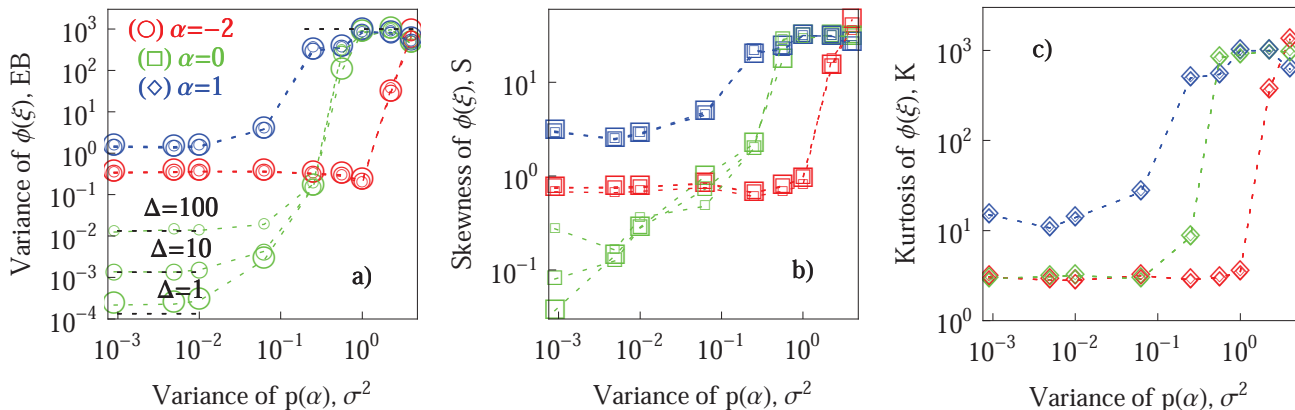 Variance of ϕ(ξ), EB
10³
10²
10¹
10⁰
10⁻¹
10⁻²
10⁻³
10⁻⁴
(○) α=−2
(□) α=0
(◇) α=1
Δ=100
Δ=10
Δ=1
a)
10⁻³ 10⁻² 10⁻¹ 10⁰
Variance of p(α), σ²
Skewness of ϕ(ξ), S
10¹
10⁰
10⁻¹
b)
10⁻³ 10⁻² 10⁻¹ 10⁰
Variance of p(α), σ²
Kurtosis of ϕ(ξ), K
10³
10²
10¹
10⁰
c)
10⁻³ 10⁻² 10⁻¹ 10⁰
Variance of p(α), σ²